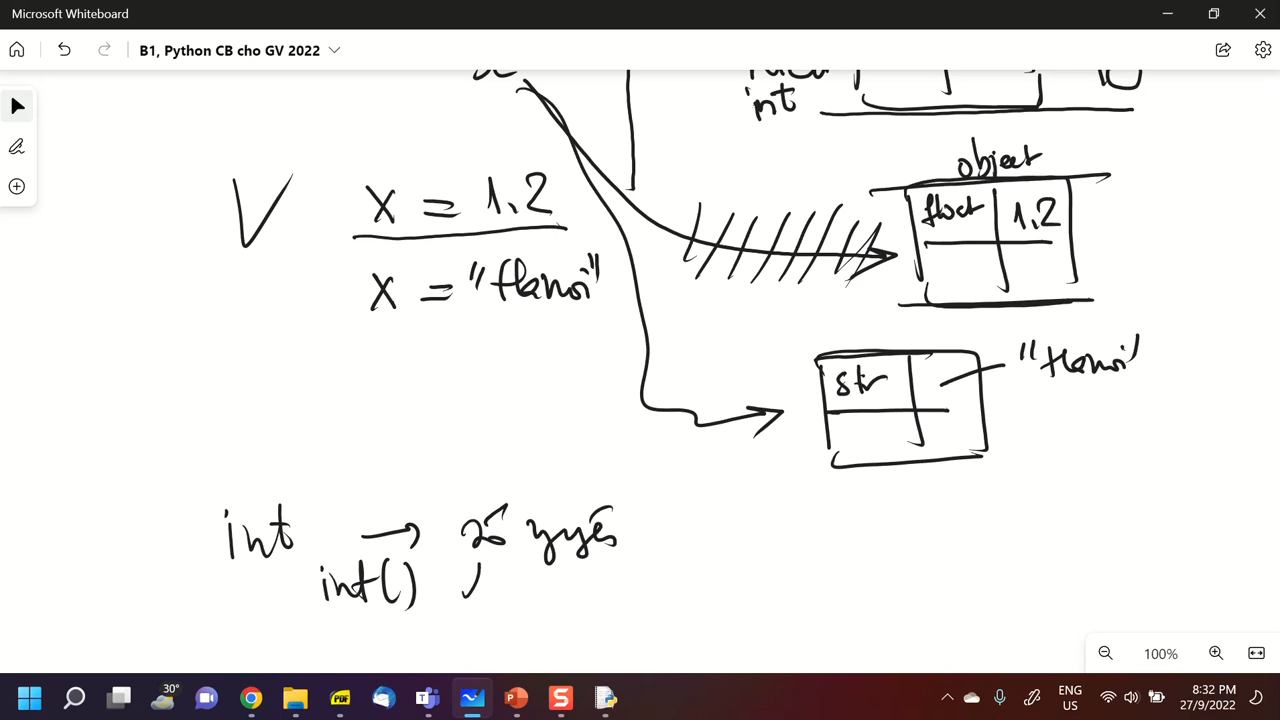 Microsoft Whiteboard
B1, Python CB cho GV 2022
int
object
x = 1.2
float 1.2
x = "Hanoi"
str "Hanoi"
int → số
int()
100%
30°
ENG
US
8:32 PM
27/9/2022